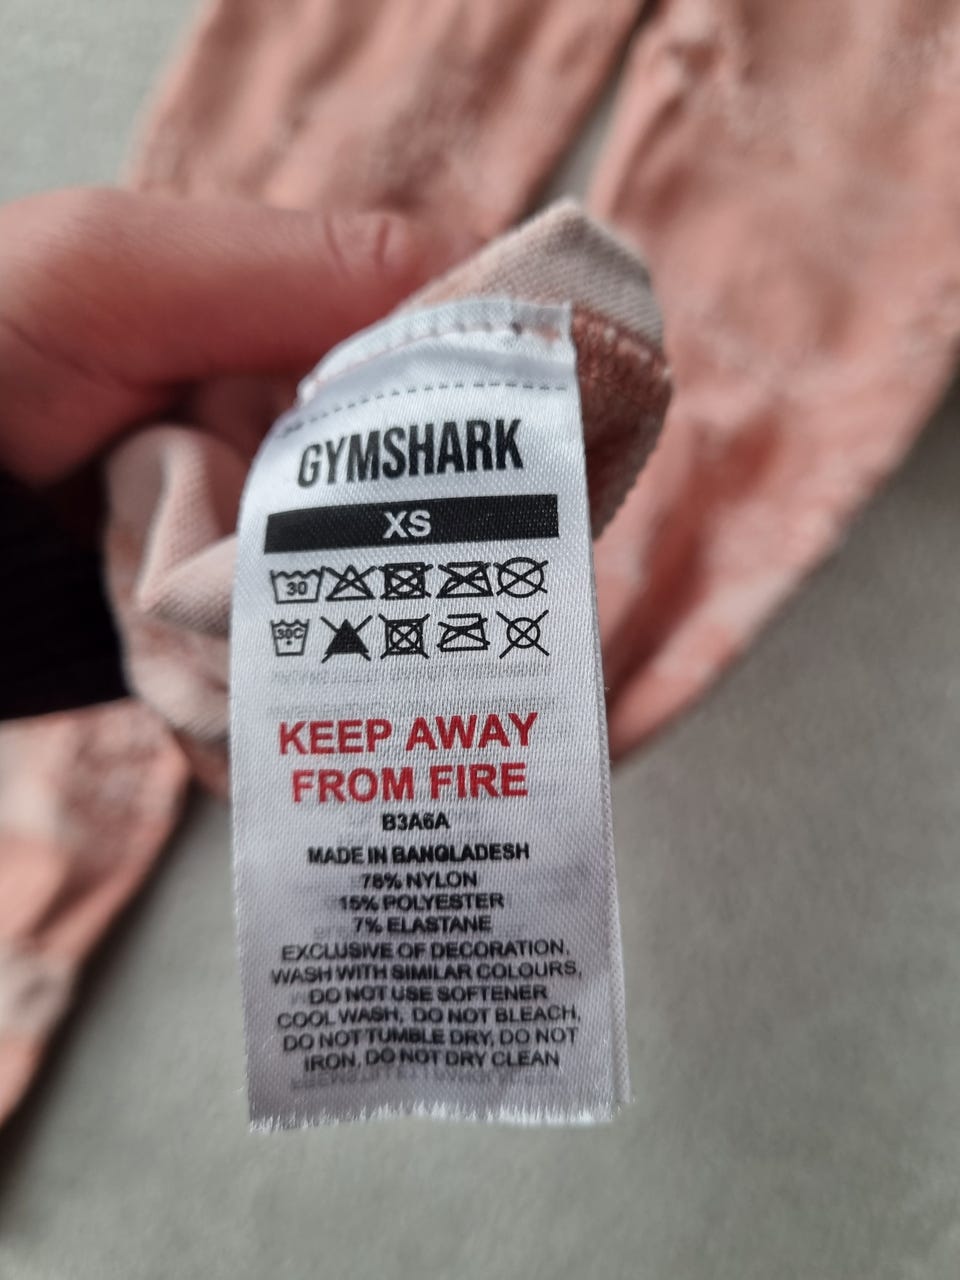 GYMSHARK
XS
30
30C
KEEP AWAY
FROM FIRE
B3A6A
MADE IN BANGLADESH
78% NYLON
15% POLYESTER
7% ELASTANE
EXCLUSIVE OF DECORATION.
WASH WITH SIMILAR COLOURS,
DO NOT USE SOFTENER
COOL WASH, DO NOT BLEACH,
DO NOT TUMBLE DRY, DO NOT
IRON. DO NOT DRY CLEAN